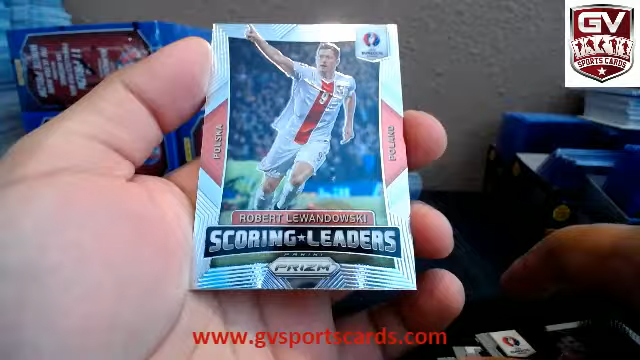 GV
SPORTS CARDS
POLSKA
POLAND
ROBERT LEWANDOWSKI
SCORING★LEADERS
PANINI
PRIZM
www.gvsportscards.com